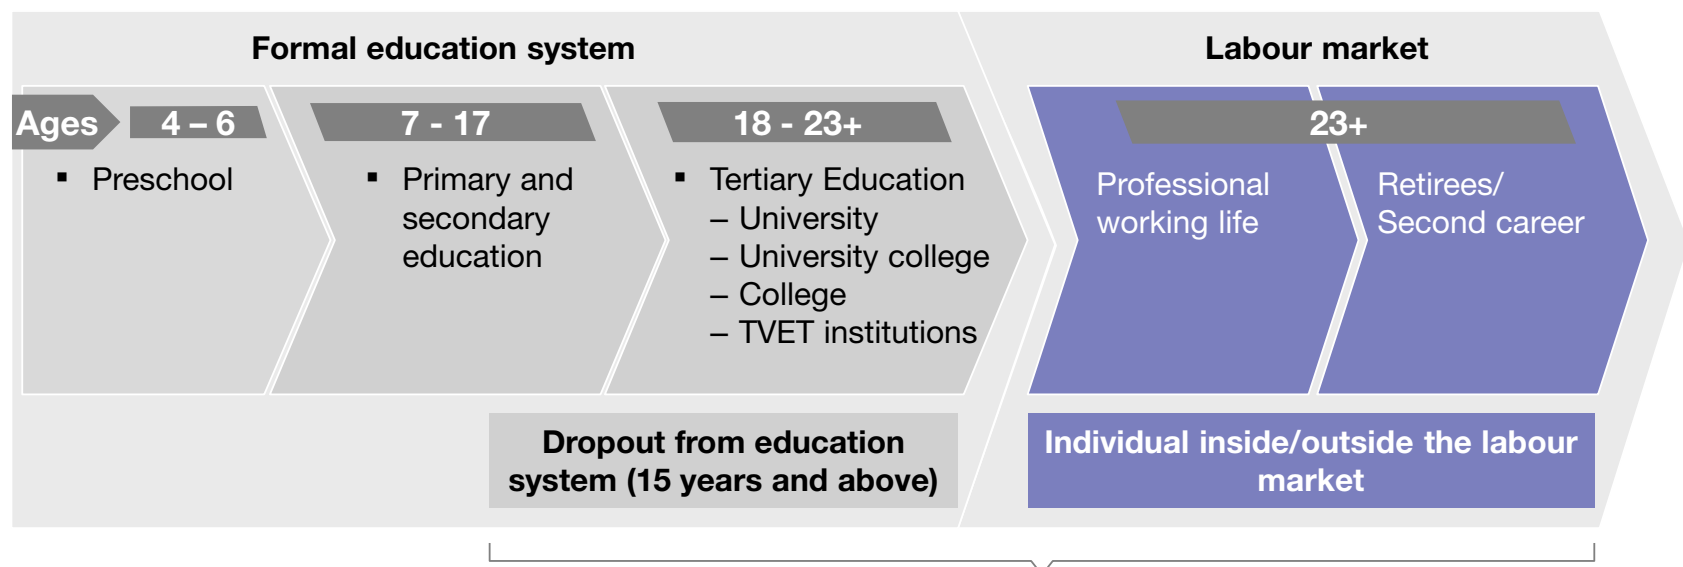 Formal education system
Labour market
Ages
4 – 6
7 - 17
18 - 23+
23+
▪ Preschool
▪ Primary and
secondary
education
▪ Tertiary Education
– University
– University college
– College
– TVET institutions
Professional
working life
Retirees/
Second career
Dropout from education
system (15 years and above)
Individual inside/outside the labour
market